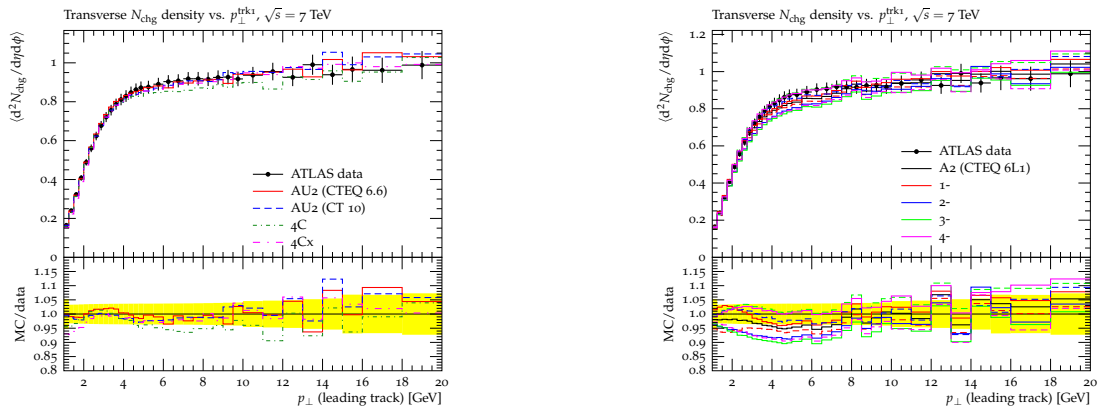 Transverse N_chg density vs. p_⊥^trk1, √s = 7 TeV
⟨d²N_chg/dηdϕ⟩
1.2
1
0.8
0.6
0.4
0.2
0
ATLAS data
AU2 (CTEQ 6.6)
AU2 (CT 10)
4C
4Cx
MC/data
1.15
1.1
1.05
1.00
0.95
0.9
0.85
0.8
2 4 6 8 10 12 14 16 18 20
p_⊥ (leading track) [GeV]
Transverse N_chg density vs. p_⊥^trk1, √s = 7 TeV
⟨d²N_chg/dηdϕ⟩
1.2
1.0
0.8
0.6
0.4
0.2
0
ATLAS data
A2 (CTEQ 6L1)
1-
2-
3-
4-
MC/data
1.15
1.1
1.05
1.00
0.95
0.9
0.85
0.8
2 4 6 8 10 12 14 16 18 20
p_⊥ (leading track) [GeV]